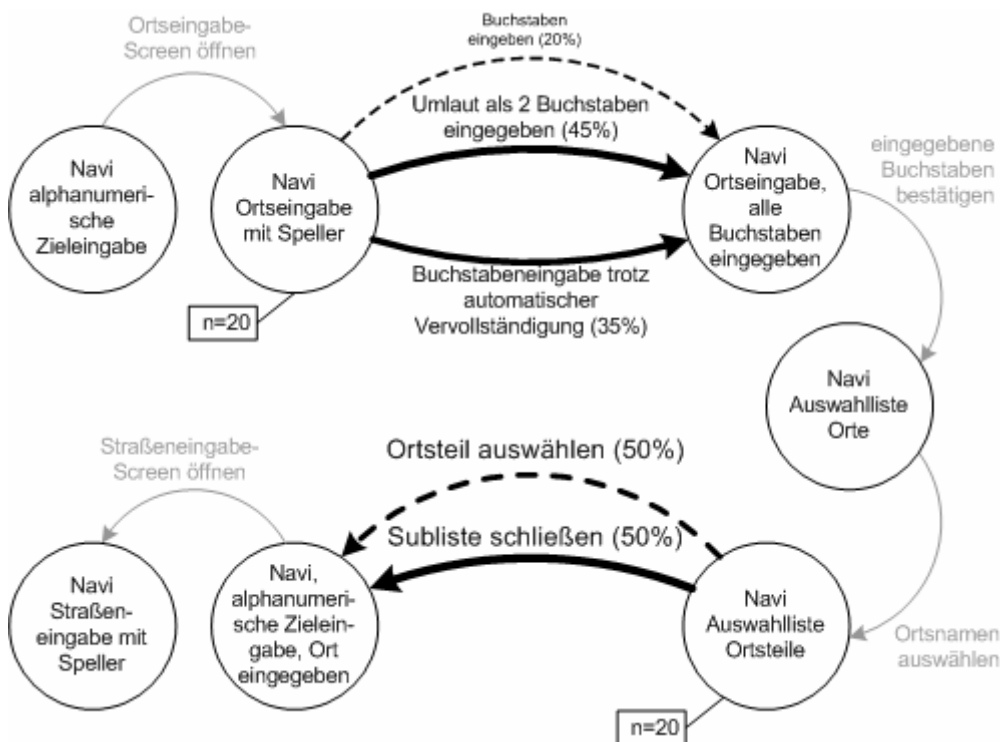 Ortseingabe-
Screen öffnen
Buchstaben
eingeben (20%)
Umlaut als 2 Buchstaben
eingegeben (45%)
Navi
alphanumeri-
sche
Zieleingabe
Navi
Ortseingabe
mit Speller
Navi
Ortseingabe,
alle
Buchstaben
eingegeben
eingegebene
Buchstaben
bestätigen
Buchstabeneingabe trotz
automatischer
Vervollständigung (35%)
n=20
Navi
Auswahlliste
Orte
Straßeneingabe-
Screen öffnen
Ortsteil auswählen (50%)
Subliste schließen (50%)
Navi
Straßen-
eingabe mit
Speller
Navi,
alphanumeri-
sche Zielein-
gabe, Ort
eingegeben
Navi
Auswahlliste
Ortsteile
Ortsnamen
auswählen
n=20